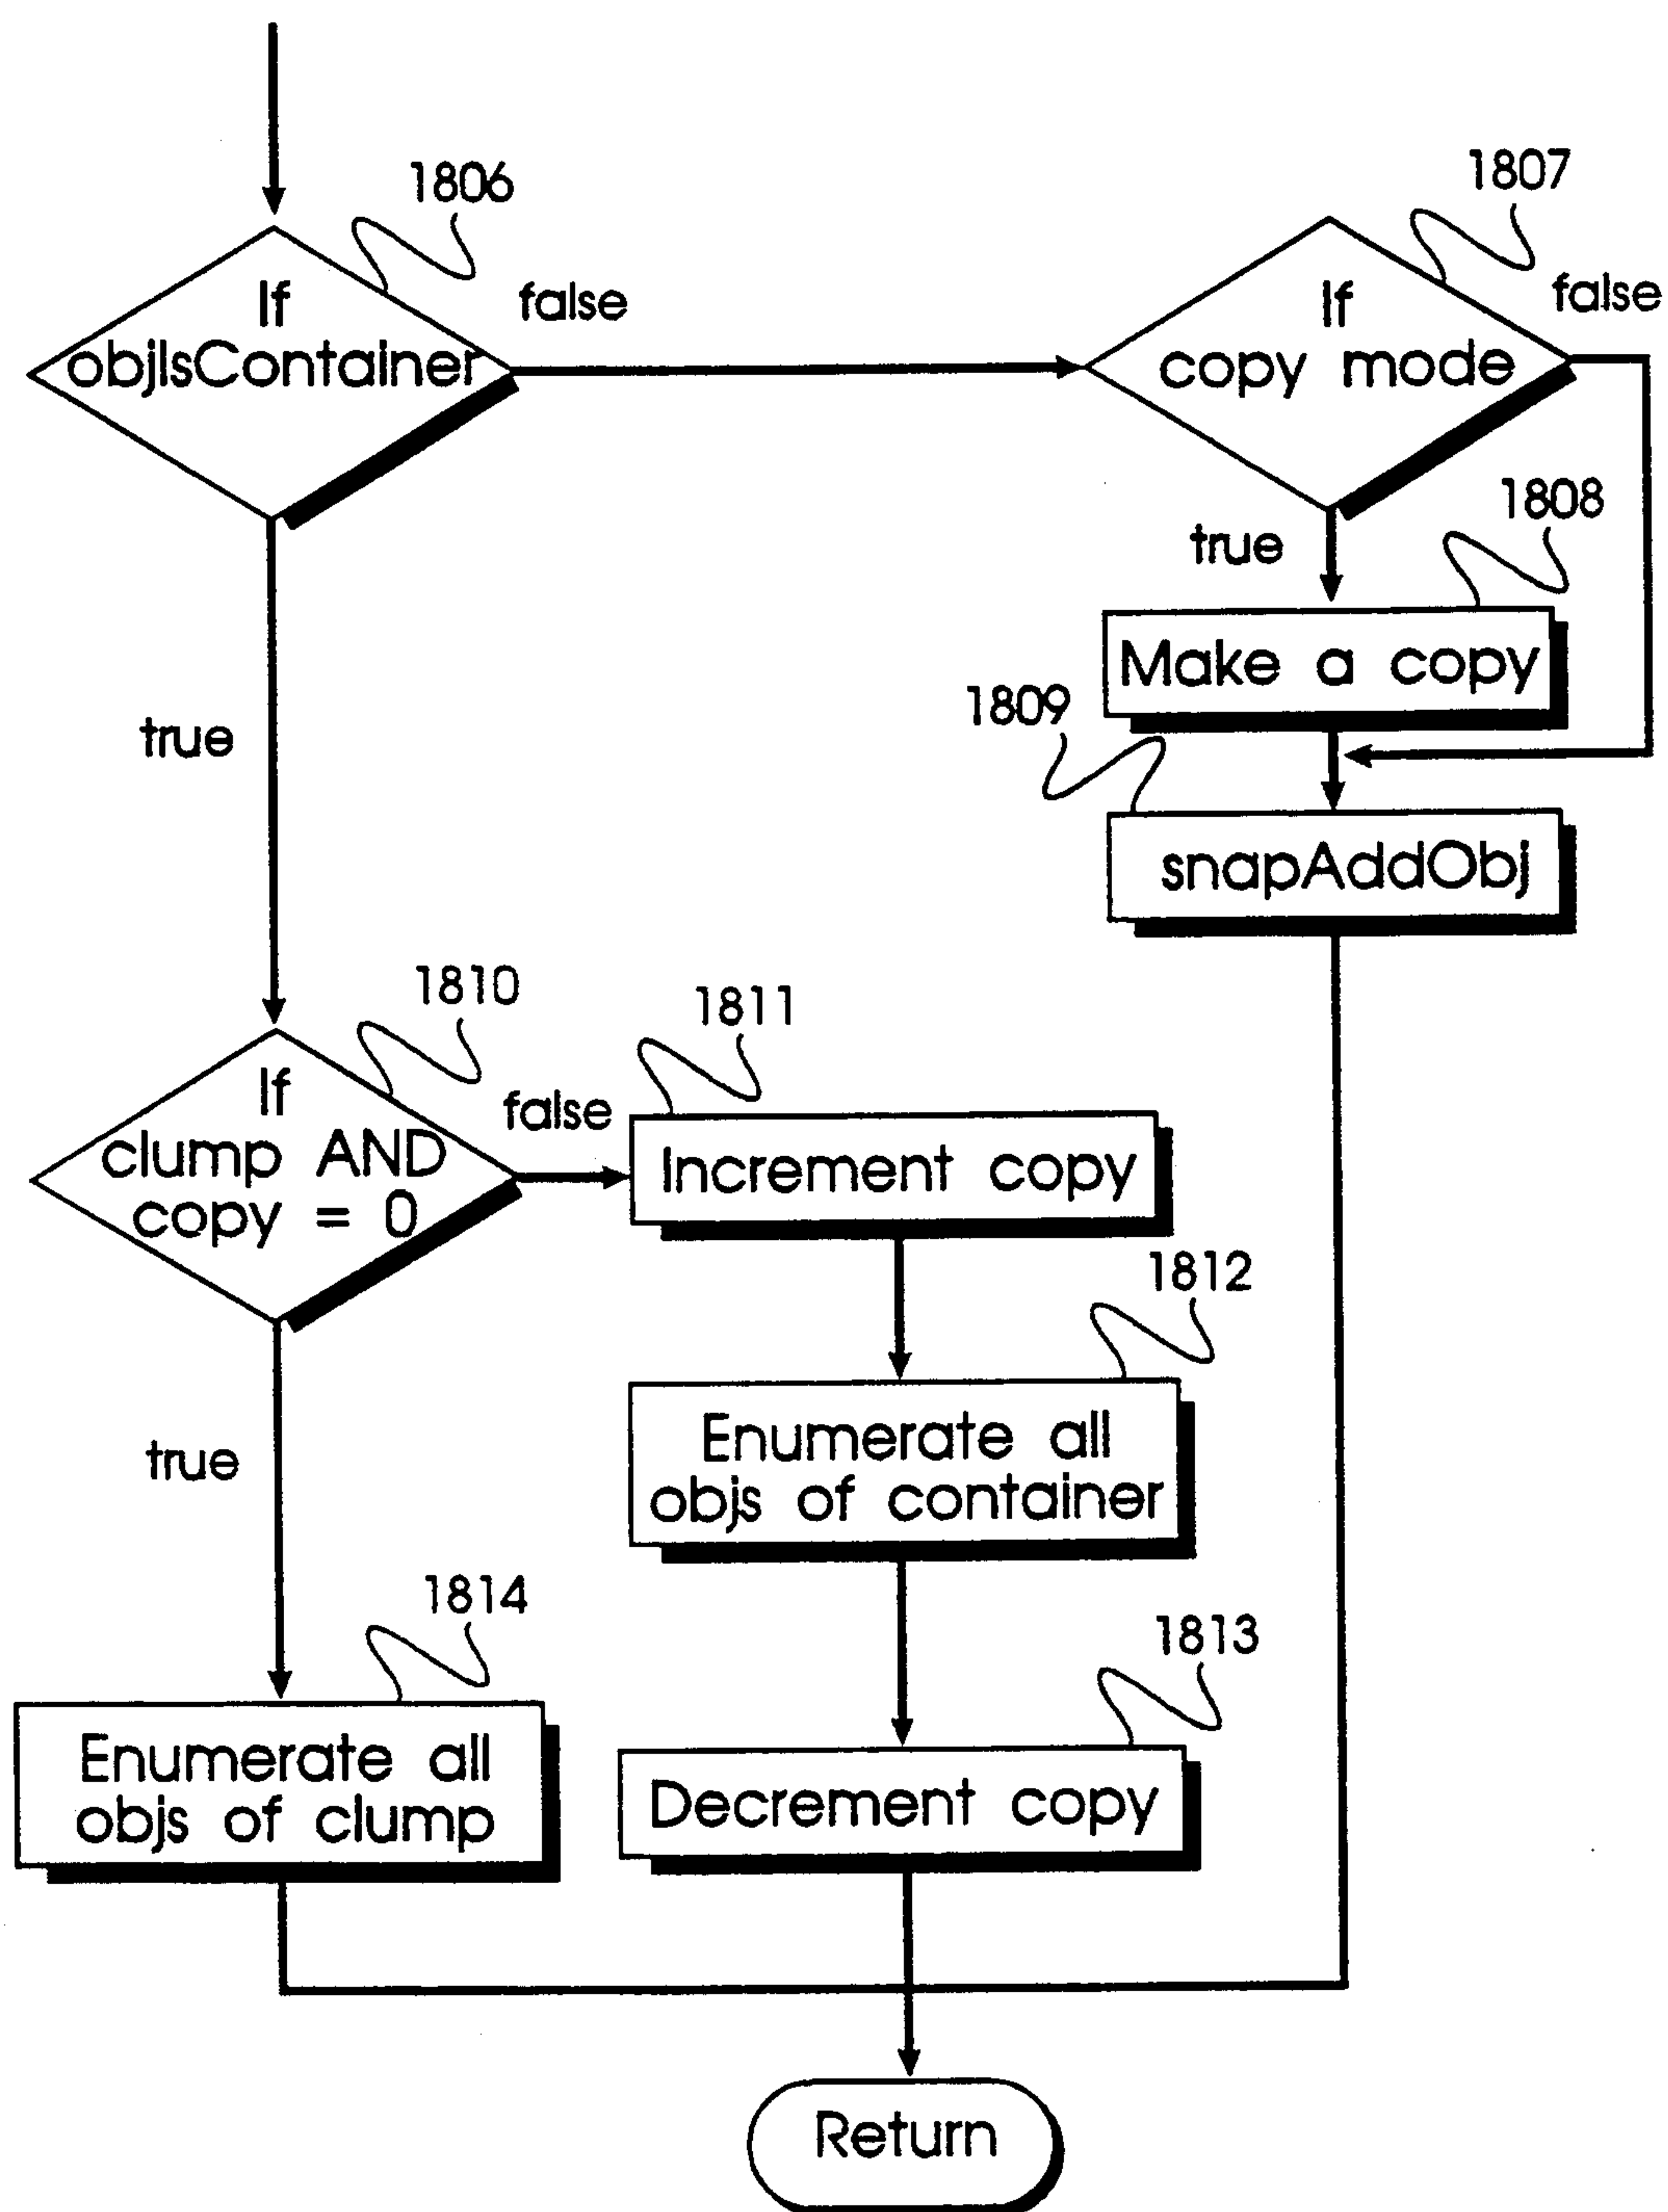 1806
If
objIsContainer
false
1807
If
copy mode
false
true
1808
Make a copy
1809
snapAddObj
true
1810
If
clump AND
copy = 0
false
1811
Increment copy
1812
Enumerate all
objs of container
true
1814
Enumerate all
objs of clump
1813
Decrement copy
Return